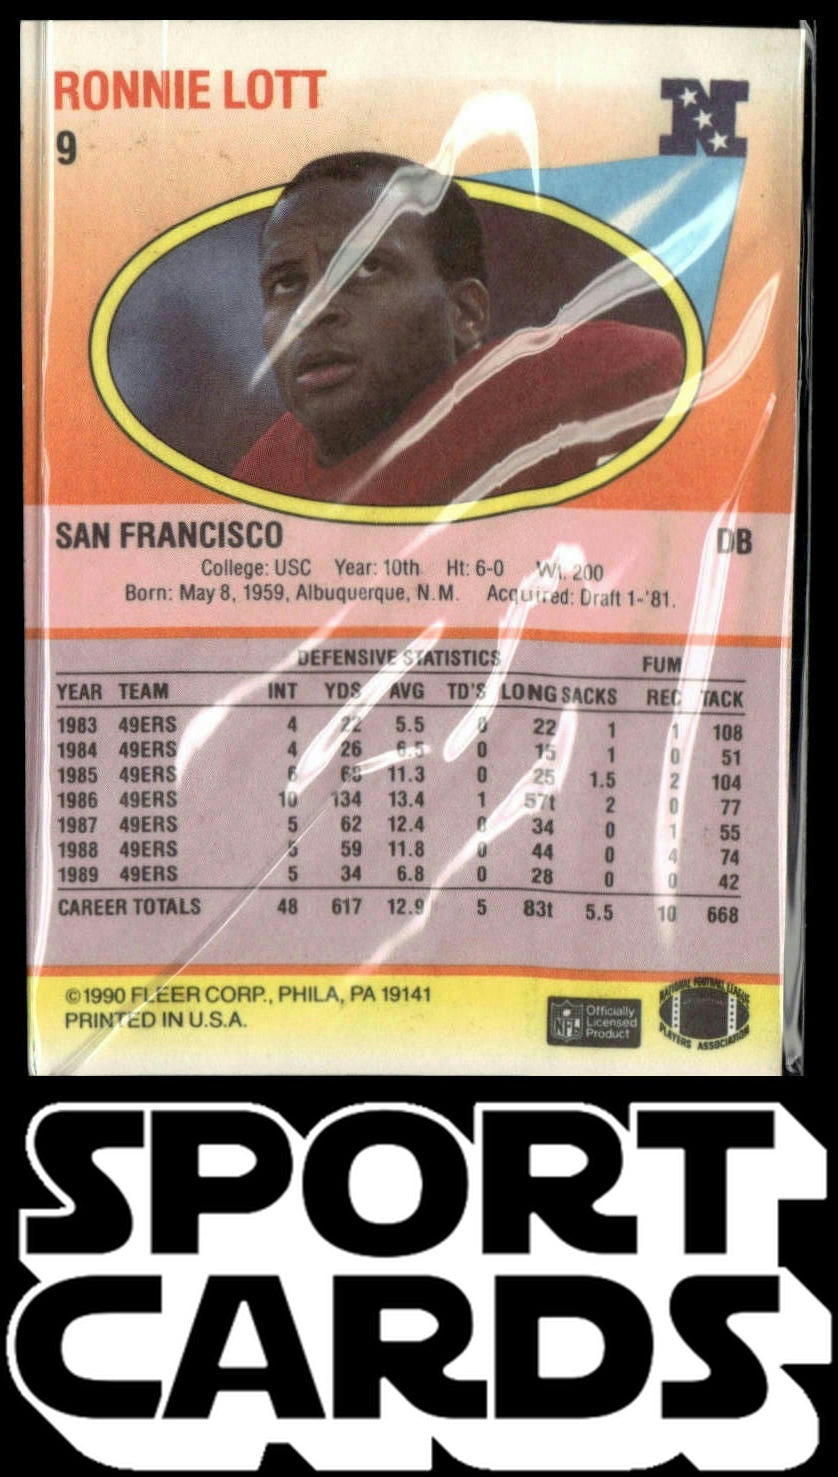 RONNIE LOTT
9
N
SAN FRANCISCO DB
College: USC Year: 10th Ht: 6-0 Wt. 200
Born: May 8, 1959, Albuquerque, N.M. Acquired: Draft 1-'81.
DEFENSIVE STATISTICS FUM
YEAR TEAM INT YDS AVG TD'S LONG SACKS REC TACK
1983 49ERS 4 22 5.5 0 22 1 1 108
1984 49ERS 4 26 6.5 0 15 1 0 51
1985 49ERS 6 68 11.3 0 25 1.5 2 104
1986 49ERS 10 134 13.4 1 57t 2 0 77
1987 49ERS 5 62 12.4 0 34 0 1 55
1988 49ERS 5 59 11.8 0 44 0 4 74
1989 49ERS 5 34 6.8 0 28 0 0 42
CAREER TOTALS 48 617 12.9 5 83t 5.5 10 668
©1990 FLEER CORP., PHILA, PA 19141
PRINTED IN U.S.A.
NFL
Officially
Licensed
Product
NATIONAL FOOTBALL LEAGUE
PLAYERS ASSOCIATION
SPORT
CARDS